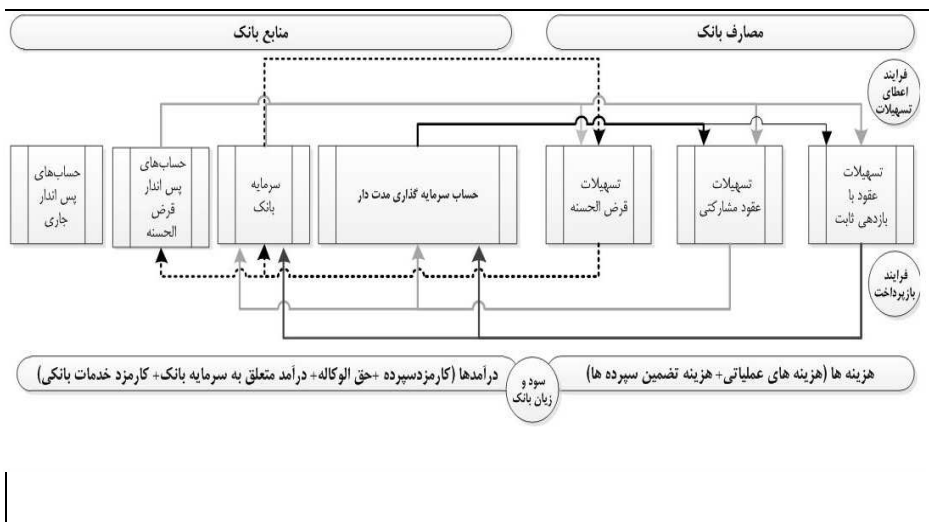 مصارف بانک
منابع بانک
فرایند
اعطای
تسهیلات
تسهیلات
عقود با
بازدهی ثابت
تسهیلات
عقود مشارکتی
تسهیلات
قرض الحسنه
حساب سرمایه گذاری مدت دار
سرمایه
بانک
حساب‌های
پس انداز
قرض
الحسنه
حساب‌های
پس انداز
جاری
فرایند
بازپرداخت
هزینه ها (هزینه های عملیاتی+ هزینه تضمین سپرده ها)
سود و
زیان بانک
درآمدها (کارمزدسپرده +حق الوکاله+ درآمد متعلق به سرمایه بانک+ کارمزد خدمات بانکی)